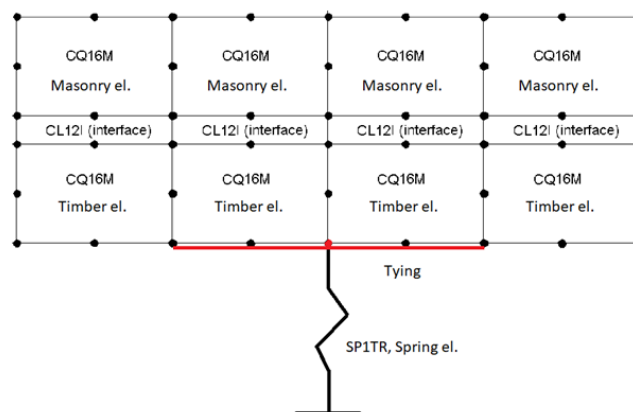 CQ16M CQ16M CQ16M CQ16M
Masonry el. Masonry el. Masonry el. Masonry el.
CL12I (interface) CL12I (interface) CL12I (interface) CL12I (interface)
CQ16M CQ16M CQ16M CQ16M
Timber el. Timber el. Timber el. Timber el.
Tying
SP1TR, Spring el.